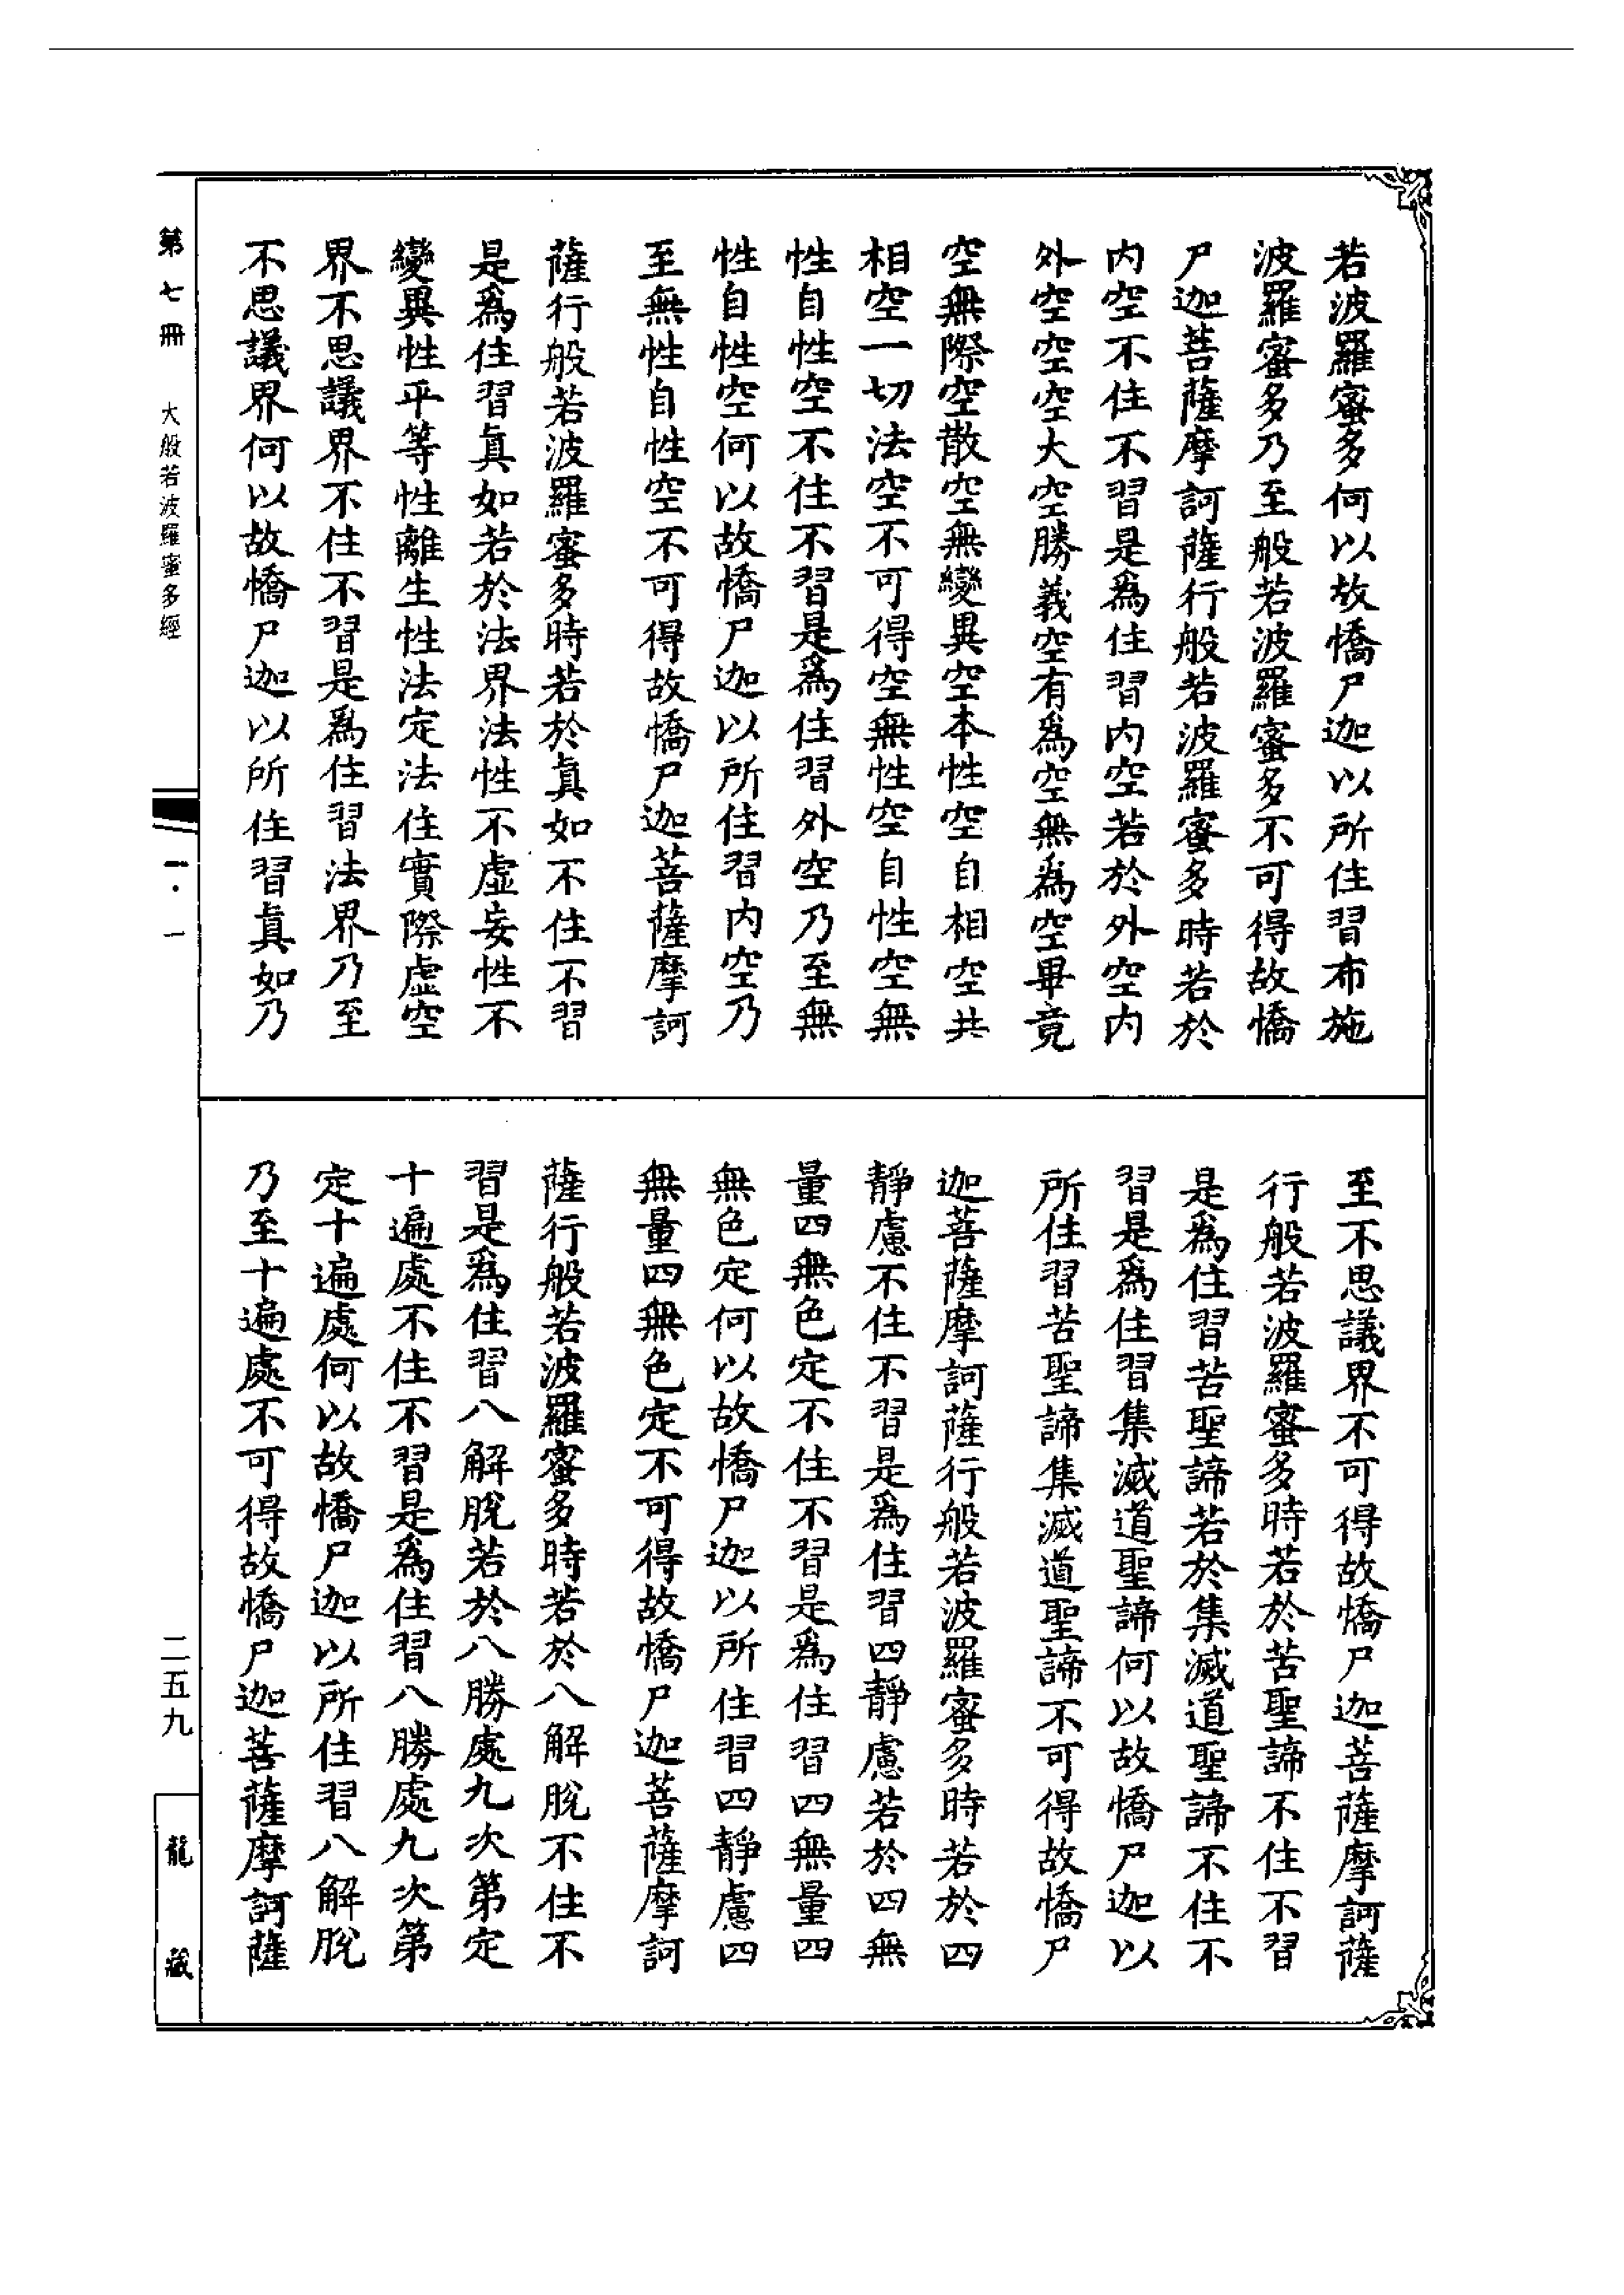 若波羅蜜多何以故憍尸迦以所住習布施
波羅蜜多乃至般若波羅蜜多不可得故憍
尸迦菩薩摩訶薩行般若波羅蜜多時若於
内空不住不習是爲住習内空若於外空内
外空空空大空勝義空有爲空無爲空畢竟
空無際空散空無變異空本性空自相空共
相空一切法空不可得空無性空自性空無
性自性空不住不習是爲住習外空乃至無
性自性空何以故憍尸迦以所住習内空乃
至無性自性空不可得故憍尸迦菩薩摩訶
薩行般若波羅蜜多時若於眞如不住不習
是爲住習眞如若於法界法性不虛妄性不
變異性平等性離生性法定法住實際虛空
界不思議界不住不習是爲住習法界乃至
不思議界何以故憍尸迦以所住習眞如乃
至不思議界不可得故憍尸迦菩薩摩訶薩
行般若波羅蜜多時若於苦聖諦不住不習
是爲住習苦聖諦若於集滅道聖諦不住不
習是爲住習集滅道聖諦何以故憍尸迦以
所住習苦聖諦集滅道聖諦不可得故憍尸
迦菩薩摩訶薩行般若波羅蜜多時若於四
靜慮不住不習是爲住習四靜慮若於四無
量四無色定不住不習是爲住習四無量四
無色定何以故憍尸迦以所住習四靜慮四
無量四無色定不可得故憍尸迦菩薩摩訶
薩行般若波羅蜜多時若於八解脫不住不
習是爲住習八解脫若於八勝處九次第定
十遍處不住不習是爲住習八勝處九次第
定十遍處何以故憍尸迦以所住習八解脫
乃至十遍處不可得故憍尸迦菩薩摩訶薩
第七冊 大般若波羅蜜多經 一·一 二五九 龍藏